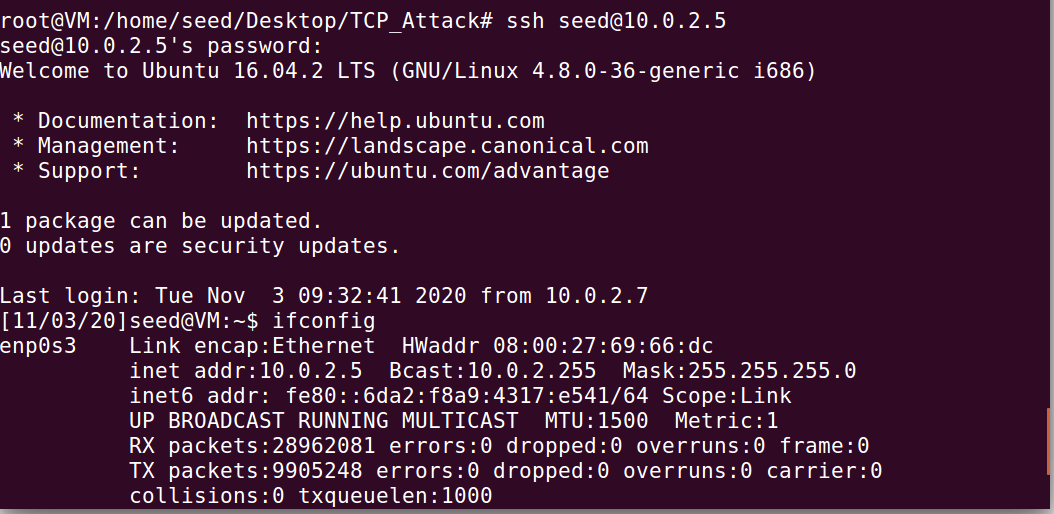 root@VM:/home/seed/Desktop/TCP_Attack# ssh seed@10.0.2.5
seed@10.0.2.5's password:
Welcome to Ubuntu 16.04.2 LTS (GNU/Linux 4.8.0-36-generic i686)
* Documentation:  https://help.ubuntu.com
* Management:     https://landscape.canonical.com
* Support:        https://ubuntu.com/advantage
1 package can be updated.
0 updates are security updates.
Last login: Tue Nov  3 09:32:41 2020 from 10.0.2.7
[11/03/20]seed@VM:~$ ifconfig
enp0s3    Link encap:Ethernet  HWaddr 08:00:27:69:66:dc
inet addr:10.0.2.5  Bcast:10.0.2.255  Mask:255.255.255.0
inet6 addr: fe80::6da2:f8a9:4317:e541/64 Scope:Link
UP BROADCAST RUNNING MULTICAST  MTU:1500  Metric:1
RX packets:28962081 errors:0 dropped:0 overruns:0 frame:0
TX packets:9905248 errors:0 dropped:0 overruns:0 carrier:0
collisions:0 txqueuelen:1000